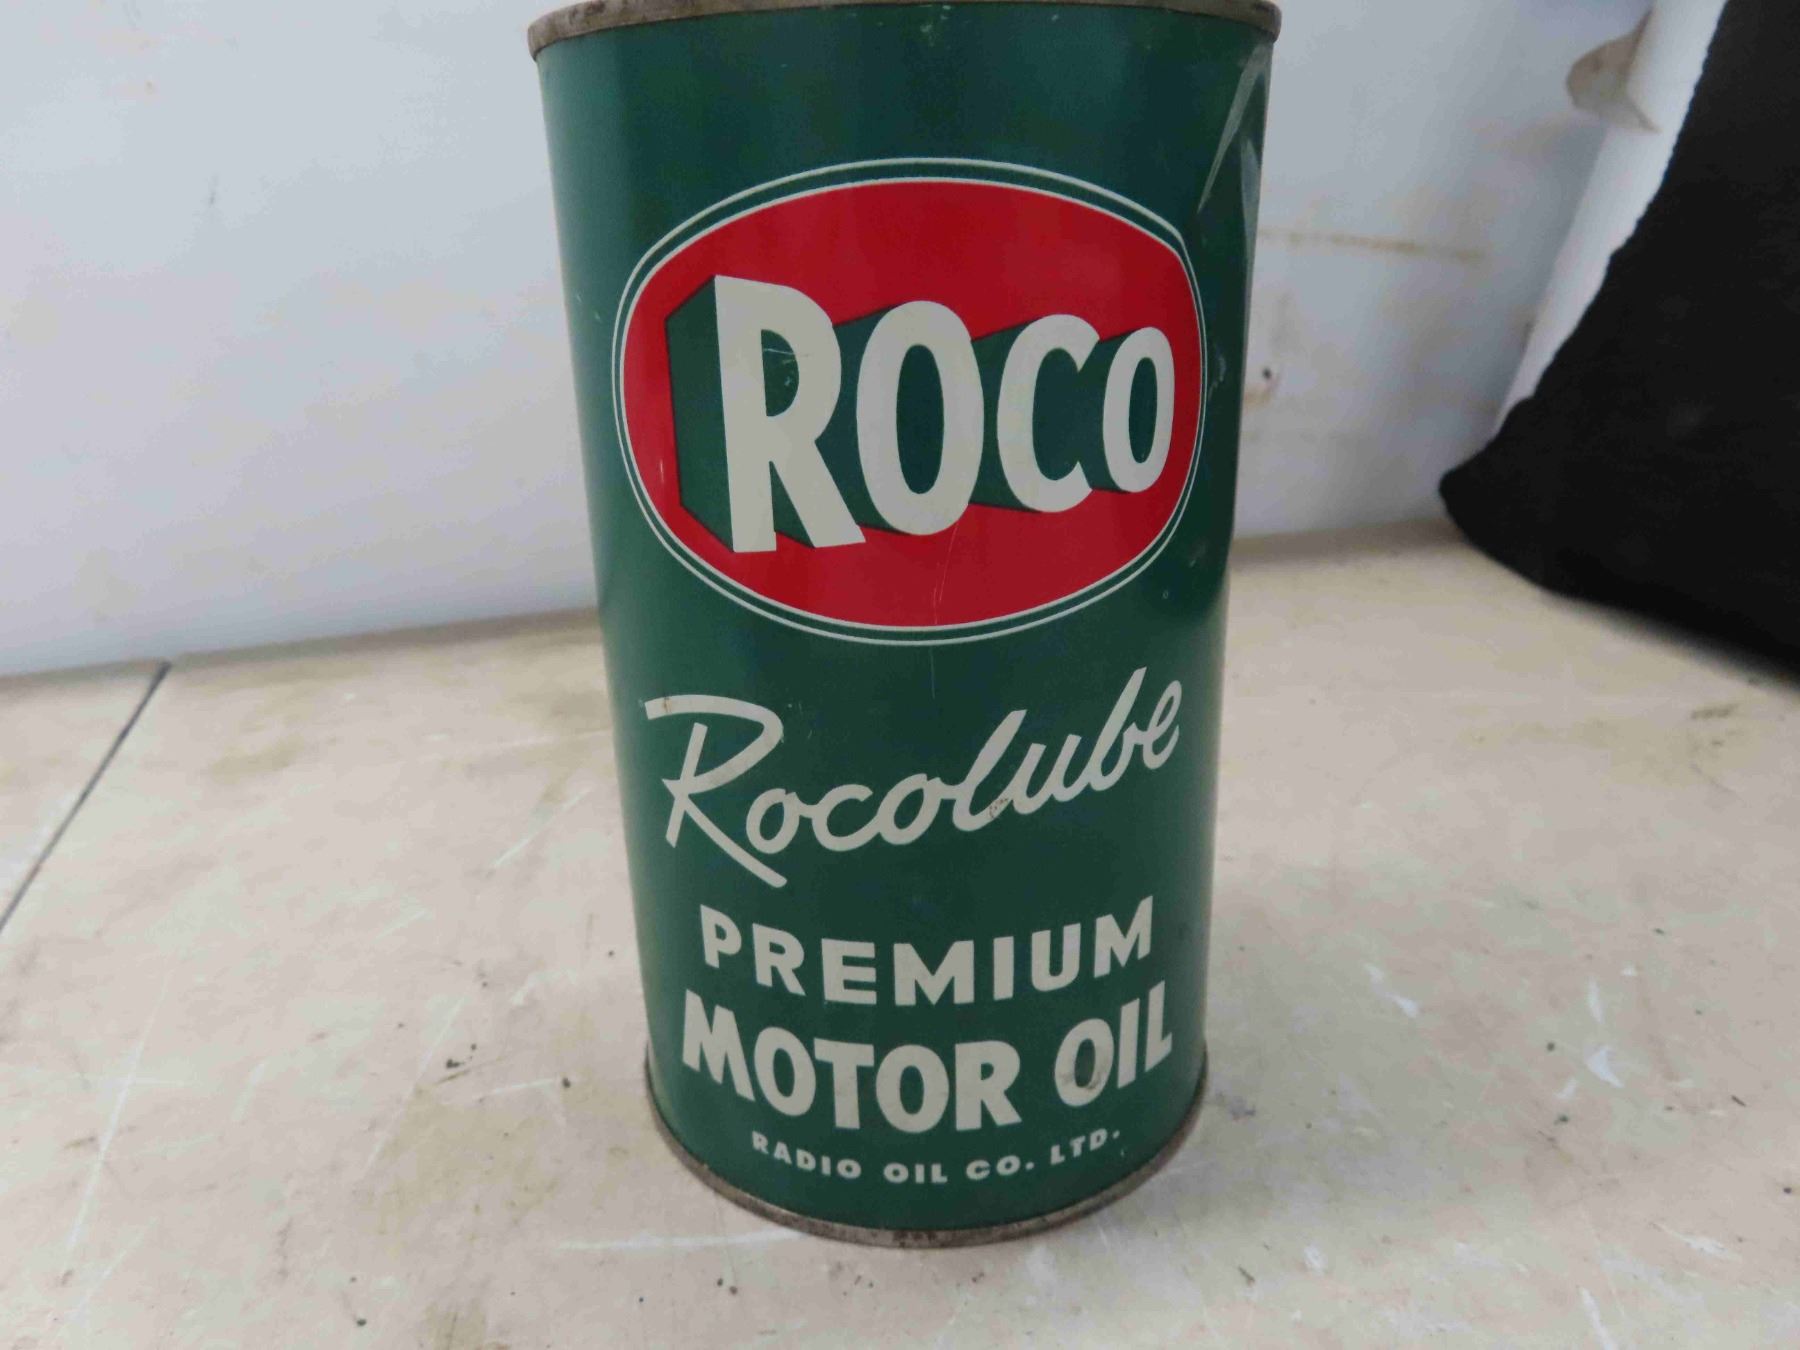 ROCO
Rocolube
PREMIUM
MOTOR OIL
RADIO OIL CO. LTD.